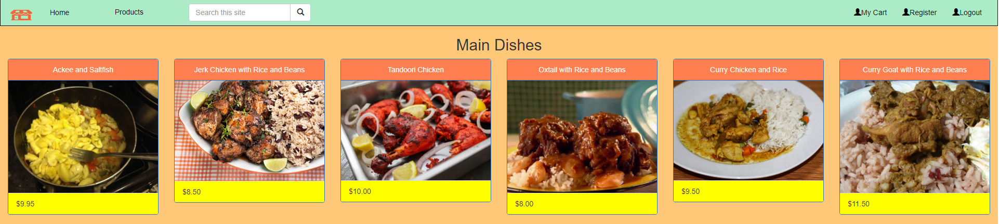 Home
Products
Search this site
My Cart
Register
Logout
Main Dishes
Ackee and Saltfish
Jerk Chicken with Rice and Beans
Tandoori Chicken
Oxtail with Rice and Beans
Curry Chicken and Rice
Curry Goat with Rice and Beans
$9.95
$8.50
$10.00
$8.00
$9.50
$11.50